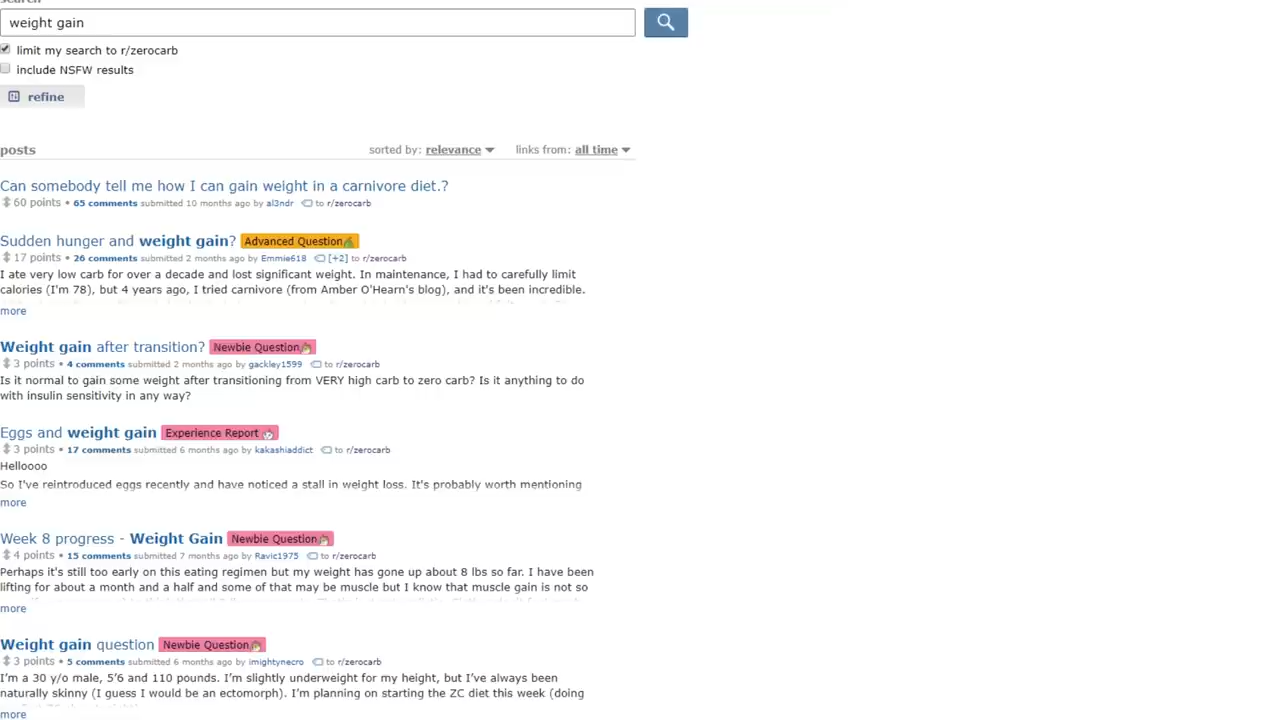 weight gain
limit my search to r/zerocarb
include NSFW results
refine
posts sorted by: relevance links from: all time
Can somebody tell me how I can gain weight in a carnivore diet.?
60 points • 65 comments submitted 10 months ago by al3ndr to r/zerocarb
Sudden hunger and weight gain? Advanced Question
17 points • 26 comments submitted 2 months ago by Emmie618 [+2] to r/zerocarb
I ate very low carb for over a decade and lost significant weight. In maintenance, I had to carefully limit
calories (I'm 78), but 4 years ago, I tried carnivore (from Amber O'Hearn's blog), and it's been incredible.
more
Weight gain after transition? Newbie Question
3 points • 4 comments submitted 2 months ago by gackley1599 to r/zerocarb
Is it normal to gain some weight after transitioning from VERY high carb to zero carb? Is it anything to do
with insulin sensitivity in any way?
Eggs and weight gain Experience Report
3 points • 17 comments submitted 6 months ago by kakashiaddict to r/zerocarb
Helloooo
So I've reintroduced eggs recently and have noticed a stall in weight loss. It's probably worth mentioning
more
Week 8 progress - Weight Gain Newbie Question
4 points • 15 comments submitted 7 months ago by Ravic1975 to r/zerocarb
Perhaps it's still too early on this eating regimen but my weight has gone up about 8 lbs so far. I have been
lifting for about a month and a half and some of that may be muscle but I know that muscle gain is not so
more
Weight gain question Newbie Question
3 points • 5 comments submitted 6 months ago by imightynecro to r/zerocarb
I'm a 30 y/o male, 5'6 and 110 pounds. I'm slightly underweight for my height, but I've always been
naturally skinny (I guess I would be an ectomorph). I'm planning on starting the ZC diet this week (doing
more